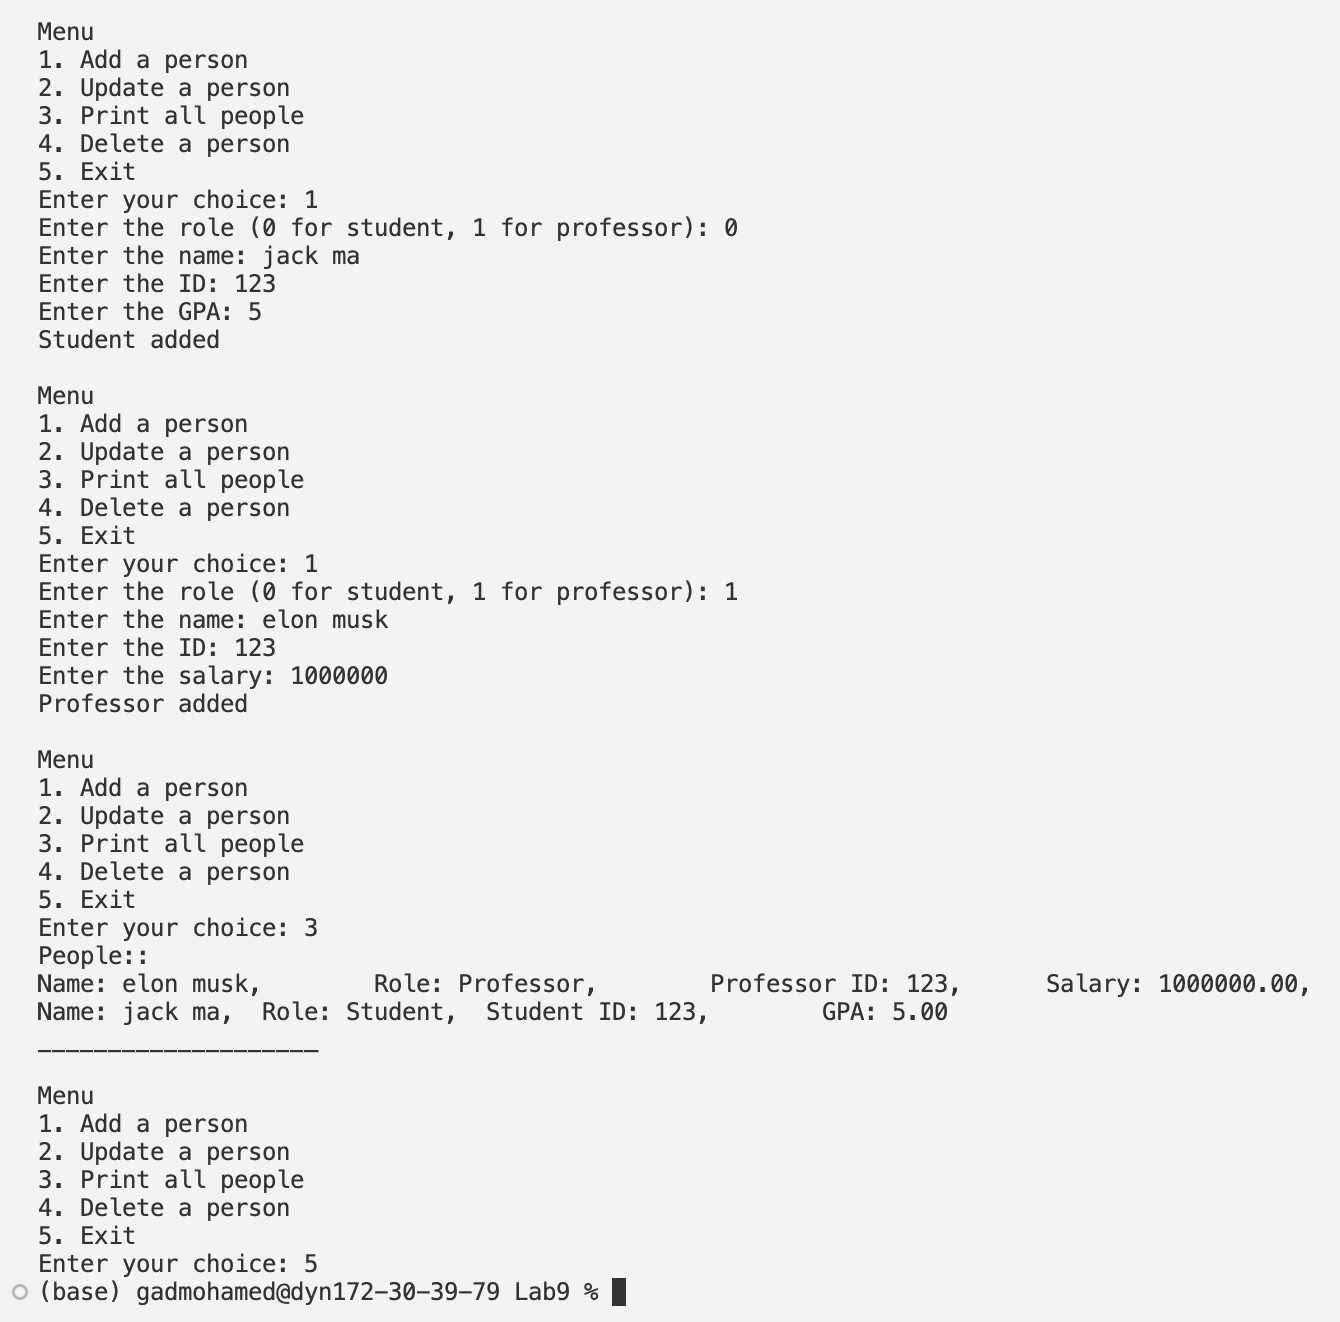 Menu
1. Add a person
2. Update a person
3. Print all people
4. Delete a person
5. Exit
Enter your choice: 1
Enter the role (0 for student, 1 for professor): 0
Enter the name: jack ma
Enter the ID: 123
Enter the GPA: 5
Student added

Menu
1. Add a person
2. Update a person
3. Print all people
4. Delete a person
5. Exit
Enter your choice: 1
Enter the role (0 for student, 1 for professor): 1
Enter the name: elon musk
Enter the ID: 123
Enter the salary: 1000000
Professor added

Menu
1. Add a person
2. Update a person
3. Print all people
4. Delete a person
5. Exit
Enter your choice: 3
People::
Name: elon musk,        Role: Professor,        Professor ID: 123,      Salary: 1000000.00,
Name: jack ma,  Role: Student,  Student ID: 123,        GPA: 5.00
____________________

Menu
1. Add a person
2. Update a person
3. Print all people
4. Delete a person
5. Exit
Enter your choice: 5
(base) gadmohamed@dyn172-30-39-79 Lab9 %